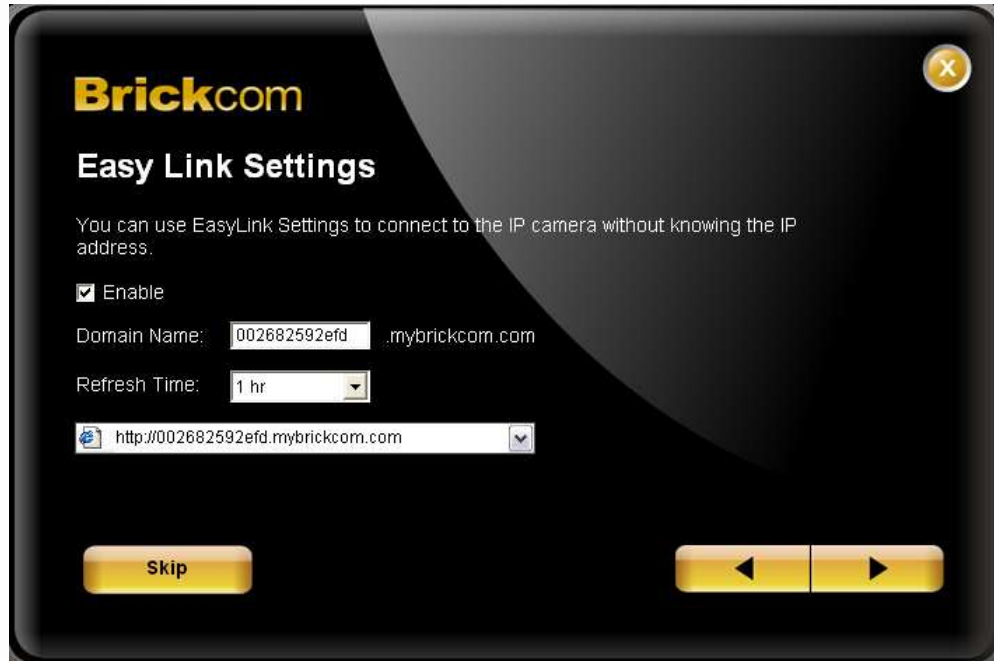 Brickcom
X
Easy Link Settings
You can use EasyLink Settings to connect to the IP camera without knowing the IP
address.
Enable
Domain Name: 002682592efd .mybrickcom.com
Refresh Time: 1 hr
http://002682592efd.mybrickcom.com
Skip